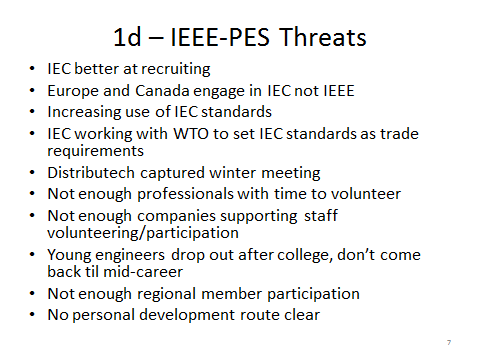 1d – IEEE-PES Threats
• IEC better at recruiting
• Europe and Canada engage in IEC not IEEE
• Increasing use of IEC standards
• IEC working with WTO to set IEC standards as trade
requirements
• Distributech captured winter meeting
• Not enough professionals with time to volunteer
• Not enough companies supporting staff
volunteering/participation
• Young engineers drop out after college, don’t come
back til mid-career
• Not enough regional member participation
• No personal development route clear
7